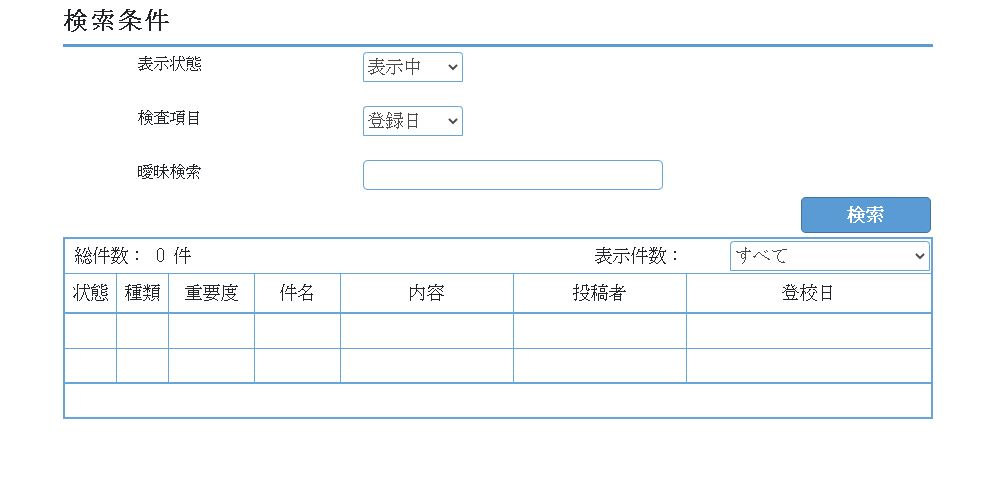 検索条件
表示状態 表示中
検査項目 登録日
曖昧検索
検索
総件数： 0 件 表示件数： すべて
状態 種類 重要度 件名 内容 投稿者 登校日